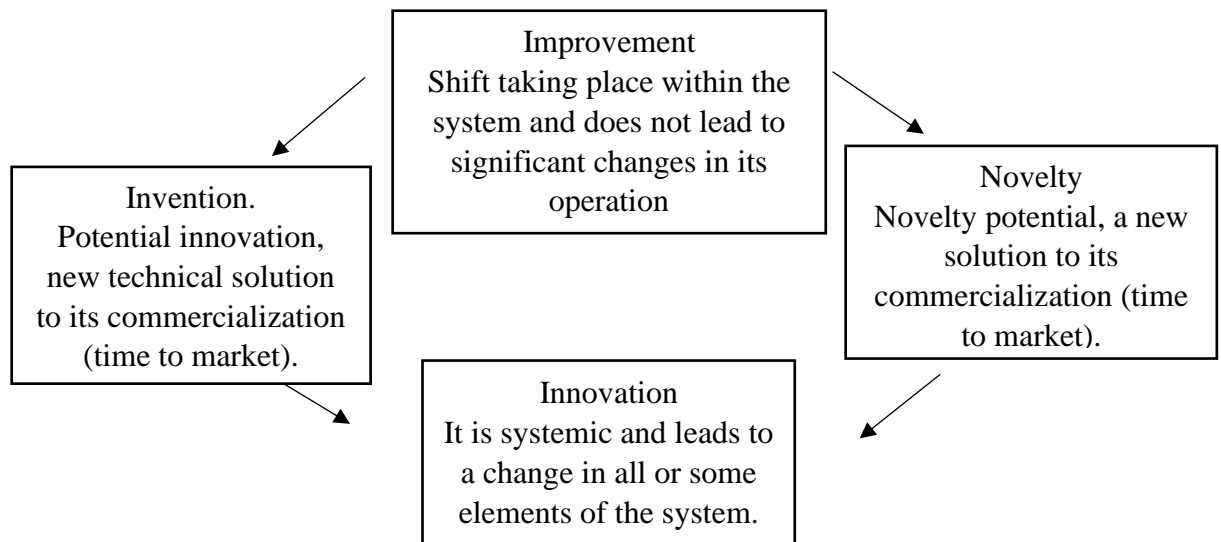 Improvement
Shift taking place within the
system and does not lead to
significant changes in its
operation
Invention.
Potential innovation,
new technical solution
to its commercialization
(time to market).
Novelty
Novelty potential, a new
solution to its
commercialization (time
to market).
Innovation
It is systemic and leads to
a change in all or some
elements of the system.